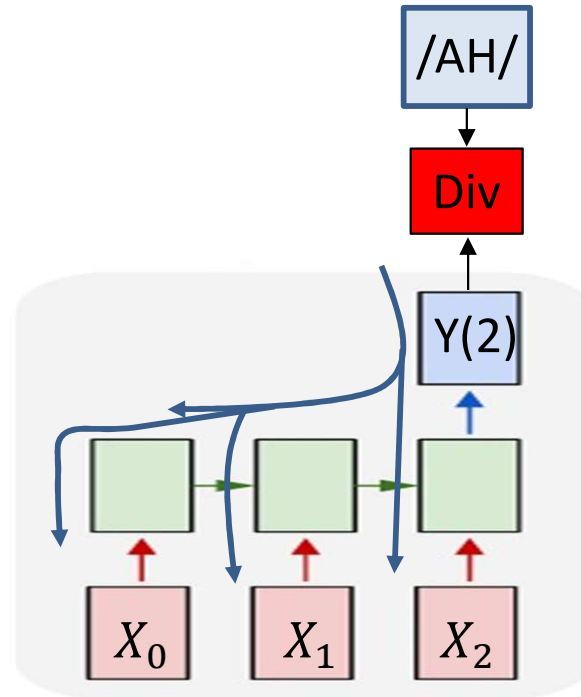 /AH/
Div
Y(2)
X₀ X₁ X₂